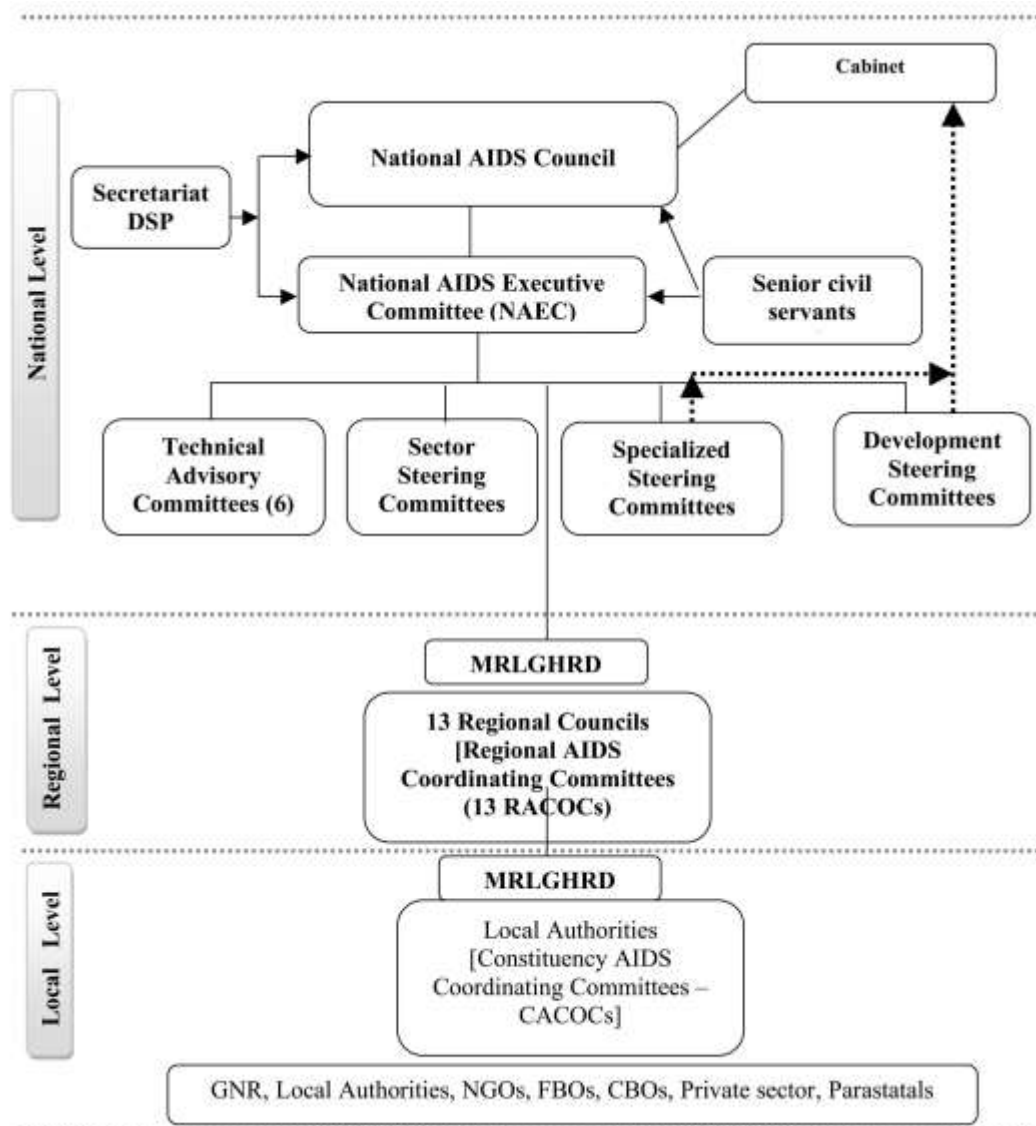 Cabinet
National Level
National AIDS Council
Secretariat
DSP
National AIDS Executive
Committee (NAEC)
Senior civil
servants
Technical
Advisory
Committees (6)
Sector
Steering
Committees
Specialized
Steering
Committees
Development
Steering
Committees
Regional Level
MRLGHRD
13 Regional Councils
[Regional AIDS
Coordinating Committees
(13 RACOCs)
Local Level
MRLGHRD
Local Authorities
[Constituency AIDS
Coordinating Committees –
CACOCs]
GNR, Local Authorities, NGOs, FBOs, CBOs, Private sector, Parastatals